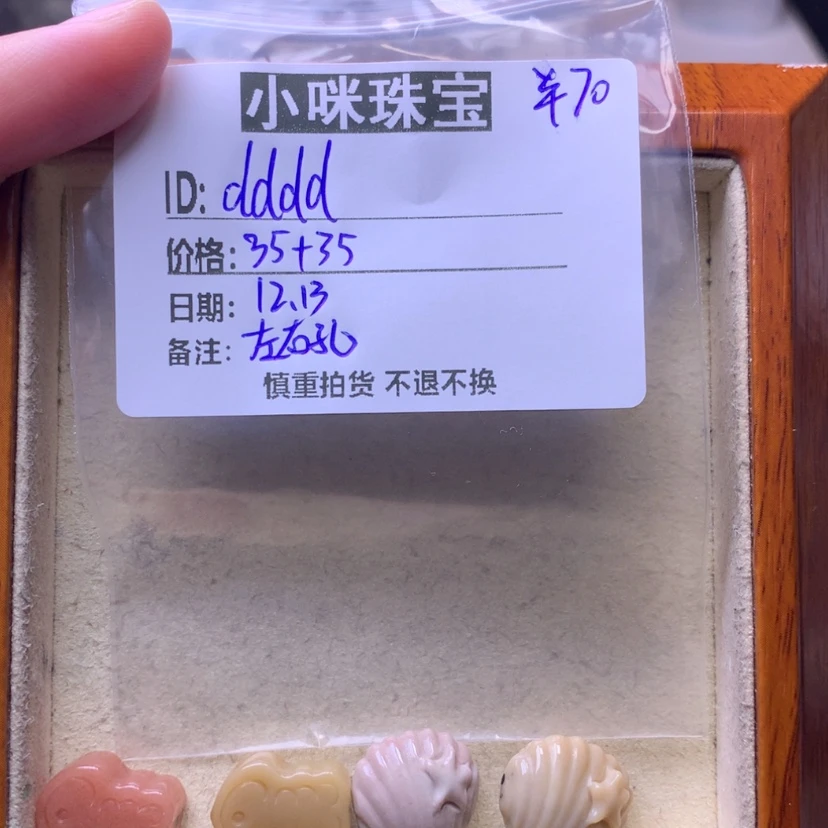 小咪珠宝 ¥70
ID: dddd
价格: 35+35
日期: 12.13
备注: 左右孔
慎重拍货 不退不换